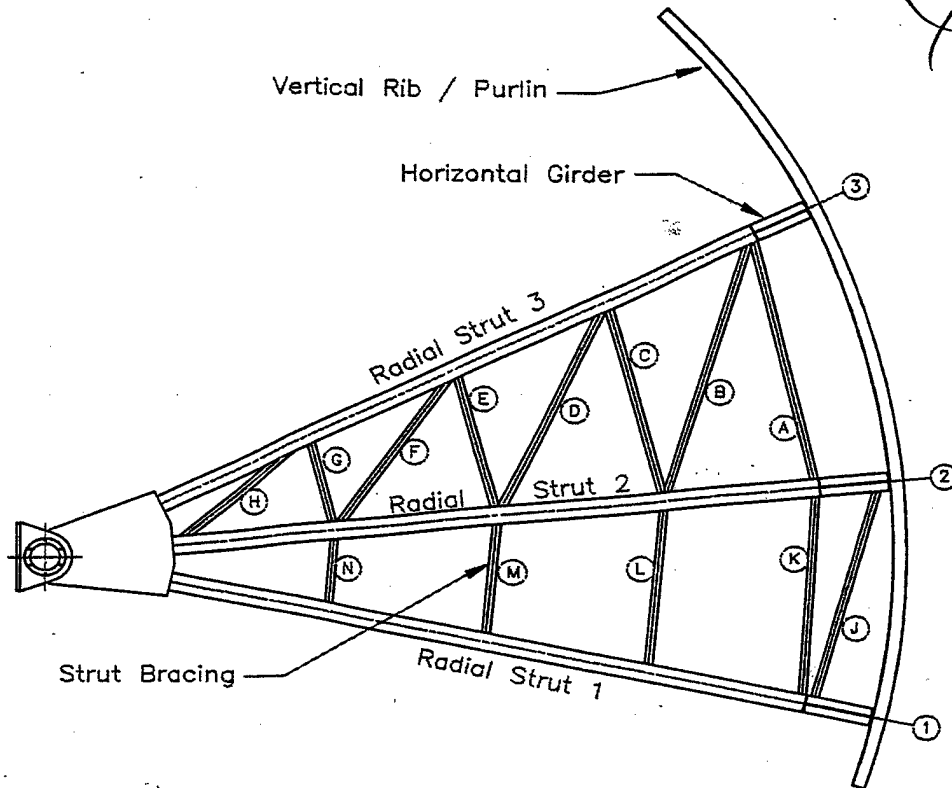 Vertical Rib / Purlin
Horizontal Girder
3
Radial Strut 3
C
E
B
D
A
G
F
H
Radial Strut 2
2
N
M
L
K
J
Strut Bracing
Radial Strut 1
1